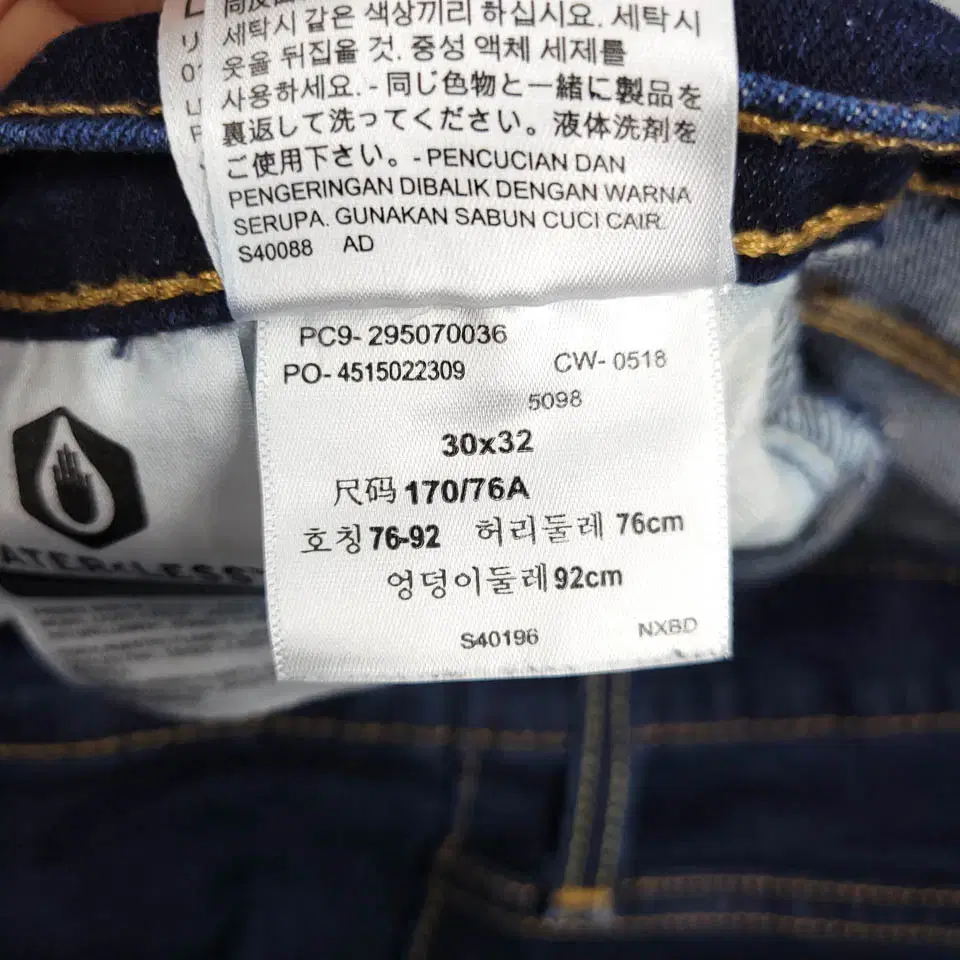 세탁시 같은 색상끼리 하십시요. 세탁시
옷을 뒤집을 것. 중성 액체 세제를
사용하세요. - 同じ色物と一緒に製品を
裏返して洗ってください。液体洗剤を
ご使用下さい。- PENCUCIAN DAN
PENGERINGAN DIBALIK DENGAN WARNA
SERUPA. GUNAKAN SABUN CUCI CAIR.
S40088 AD
PC9- 295070036
PO- 4515022309 CW- 0518
5098
30x32
尺码 170/76A
호칭 76-92 허리둘레 76cm
엉덩이둘레 92cm
S40196 NXBD
ATER<LESS